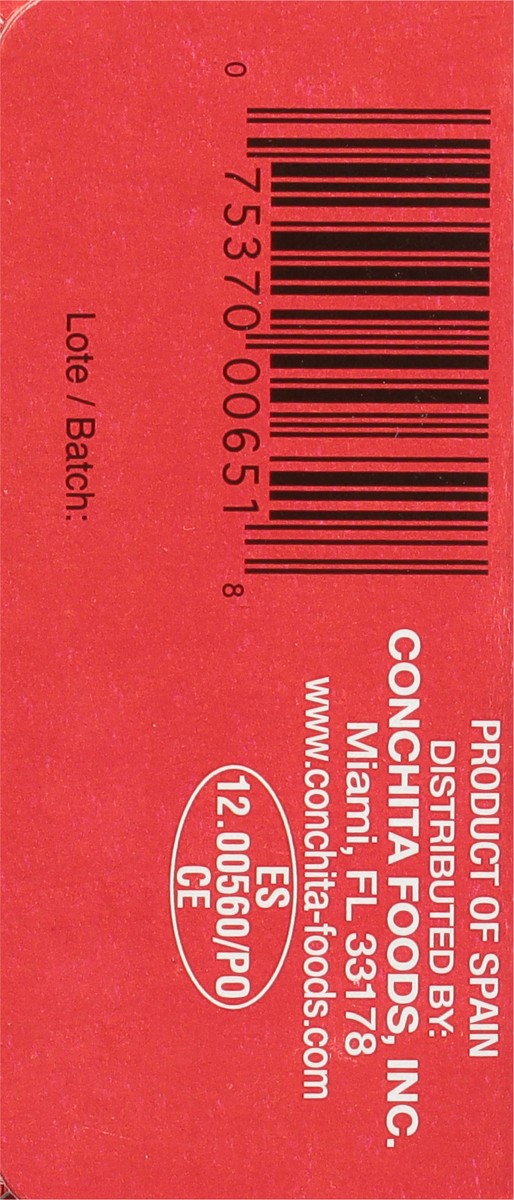 0 75370 00651 8
Lote / Batch:
PRODUCT OF SPAIN
DISTRIBUTED BY:
CONCHITA FOODS, INC.
Miami, FL 33178
www.conchita-foods.com
ES
12.00560/PO
CE